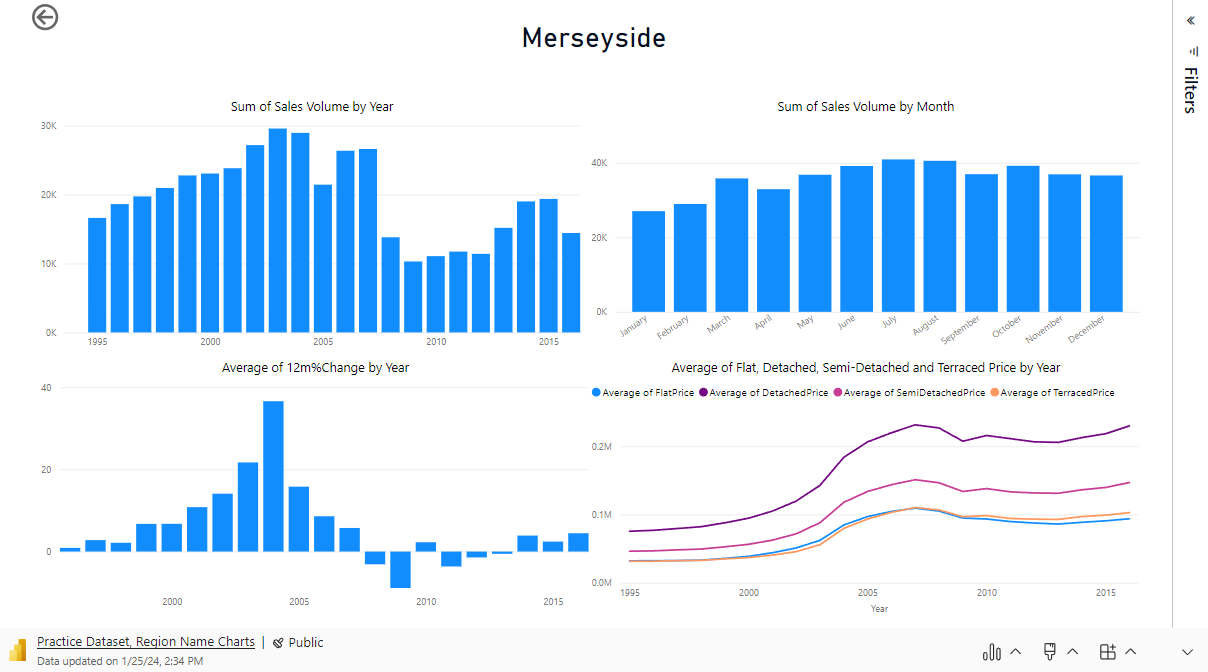 Merseyside
Filters
Sum of Sales Volume by Year
30K
20K
10K
0K
1995
2000
2005
2010
2015
Sum of Sales Volume by Month
40K
20K
0K
January
February
March
April
May
June
July
August
September
October
November
December
Average of 12m%Change by Year
40
20
0
2000
2005
2010
2015
Average of Flat, Detached, Semi-Detached and Terraced Price by Year
Average of FlatPrice Average of DetachedPrice Average of SemiDetachedPrice Average of TerracedPrice
0.2M
0.1M
0.0M
1995
2000
2005
2010
2015
Year
Practice Dataset, Region Name Charts | Public
Data updated on 1/25/24, 2:34 PM